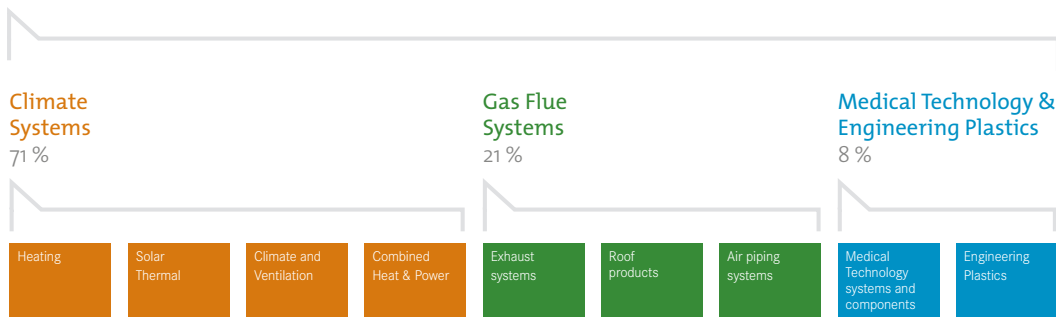 Climate
Systems
71 %
Gas Flue
Systems
21 %
Medical Technology &
Engineering Plastics
8 %
Heating
Solar
Thermal
Climate and
Ventilation
Combined
Heat & Power
Exhaust
systems
Roof
products
Air piping
systems
Medical
Technology
systems and
components
Engineering
Plastics